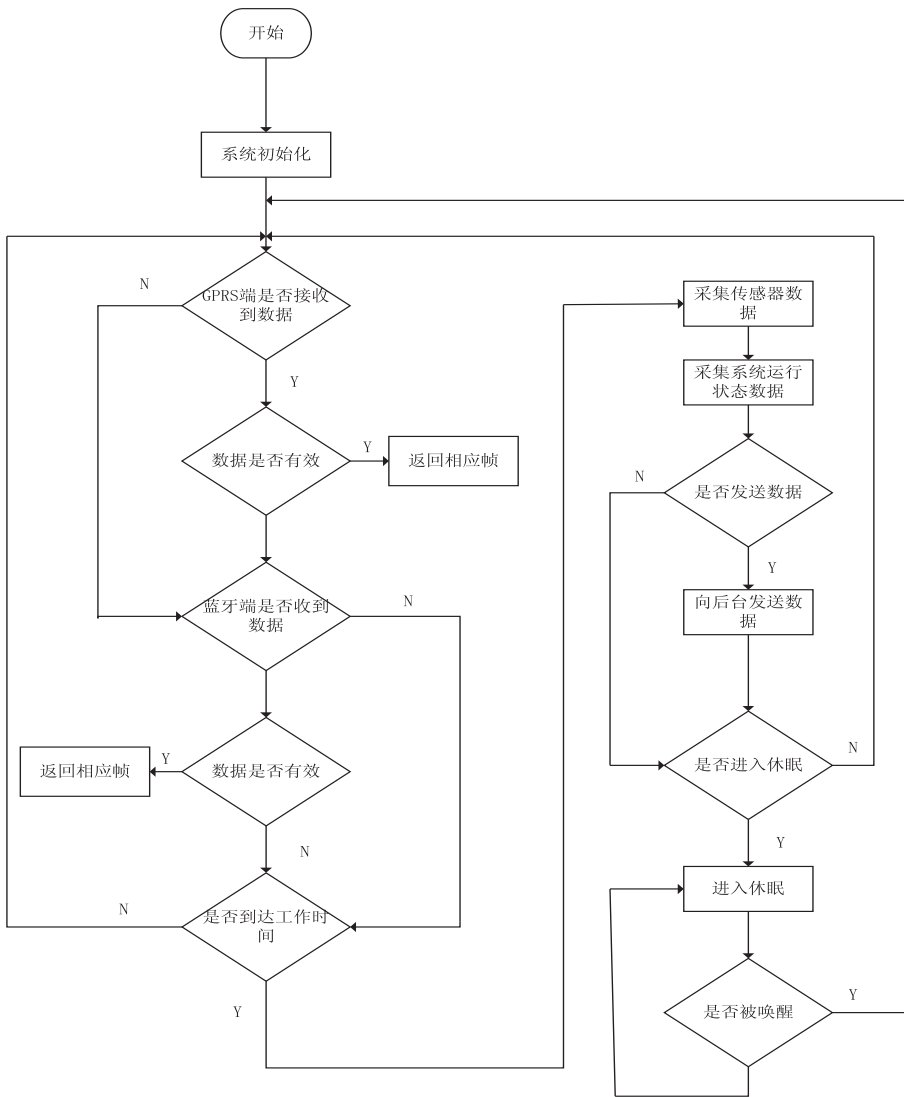 开始
系统初始化
N
GPRS端是否接收
到数据
Y
数据是否有效
Y
返回相应帧
蓝牙端是否收到
数据
N
数据是否有效
Y
返回相应帧
N
是否到达工作时
间
N
Y
采集传感器数
据
采集系统运行
状态数据
是否发送数据
N
Y
向后台发送数
据
是否进入休眠
N
Y
进入休眠
是否被唤醒
Y